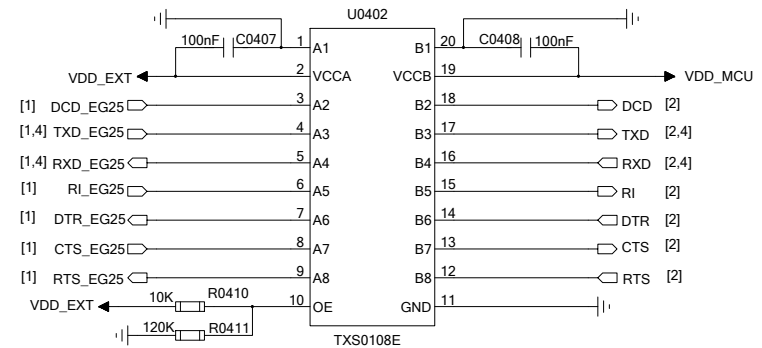 U0402
100nF C0407 1 A1 B1 20 C0408 100nF
VDD_EXT 2 VCCA VCCB 19 VDD_MCU
[1] DCD_EG25 3 A2 B2 18 DCD [2]
[1,4] TXD_EG25 4 A3 B3 17 TXD [2,4]
[1,4] RXD_EG25 5 A4 B4 16 RXD [2,4]
[1] RI_EG25 6 A5 B5 15 RI [2]
[1] DTR_EG25 7 A6 B6 14 DTR [2]
[1] CTS_EG25 8 A7 B7 13 CTS [2]
[1] RTS_EG25 9 A8 B8 12 RTS [2]
VDD_EXT 10K R0410 10 OE GND 11
120K R0411
TXS0108E